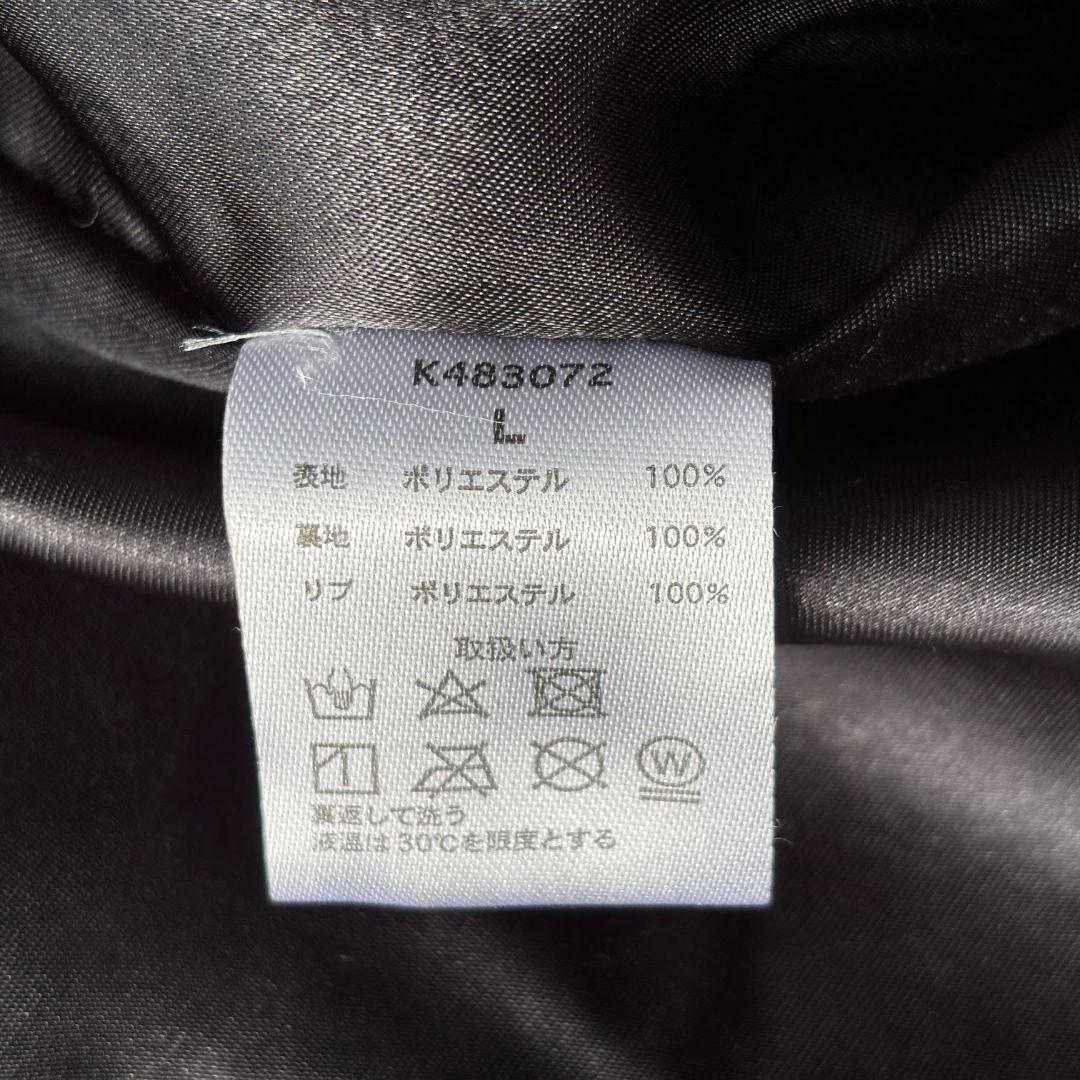 K483072
L
表地 ポリエステル 100%
裏地 ポリエステル 100%
リブ ポリエステル 100%
取扱い方
W
裏返して洗う
液温は30℃を限度とする